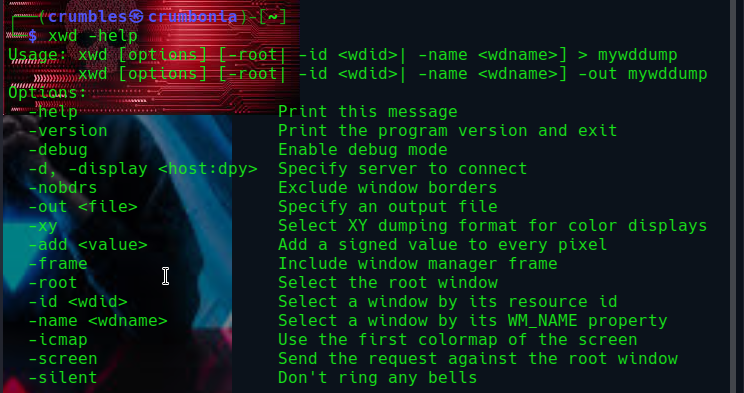 ┌──(crumbles㉿crumbonia)-[~]
└─$ xwd -help
Usage: xwd [options] [-root| -id <wdid>| -name <wdname>] > mywddump
       xwd [options] [-root| -id <wdid>| -name <wdname>] -out mywddump
Options:
  -help                    Print this message
  -version                 Print the program version and exit
  -debug                   Enable debug mode
  -d, -display <host:dpy>  Specify server to connect
  -nobdrs                  Exclude window borders
  -out <file>              Specify an output file
  -xy                      Select XY dumping format for color displays
  -add <value>             Add a signed value to every pixel
  -frame                   Include window manager frame
  -root                    Select the root window
  -id <wdid>               Select a window by its resource id
  -name <wdname>           Select a window by its WM_NAME property
  -icmap                   Use the first colormap of the screen
  -screen                  Send the request against the root window
  -silent                  Don't ring any bells